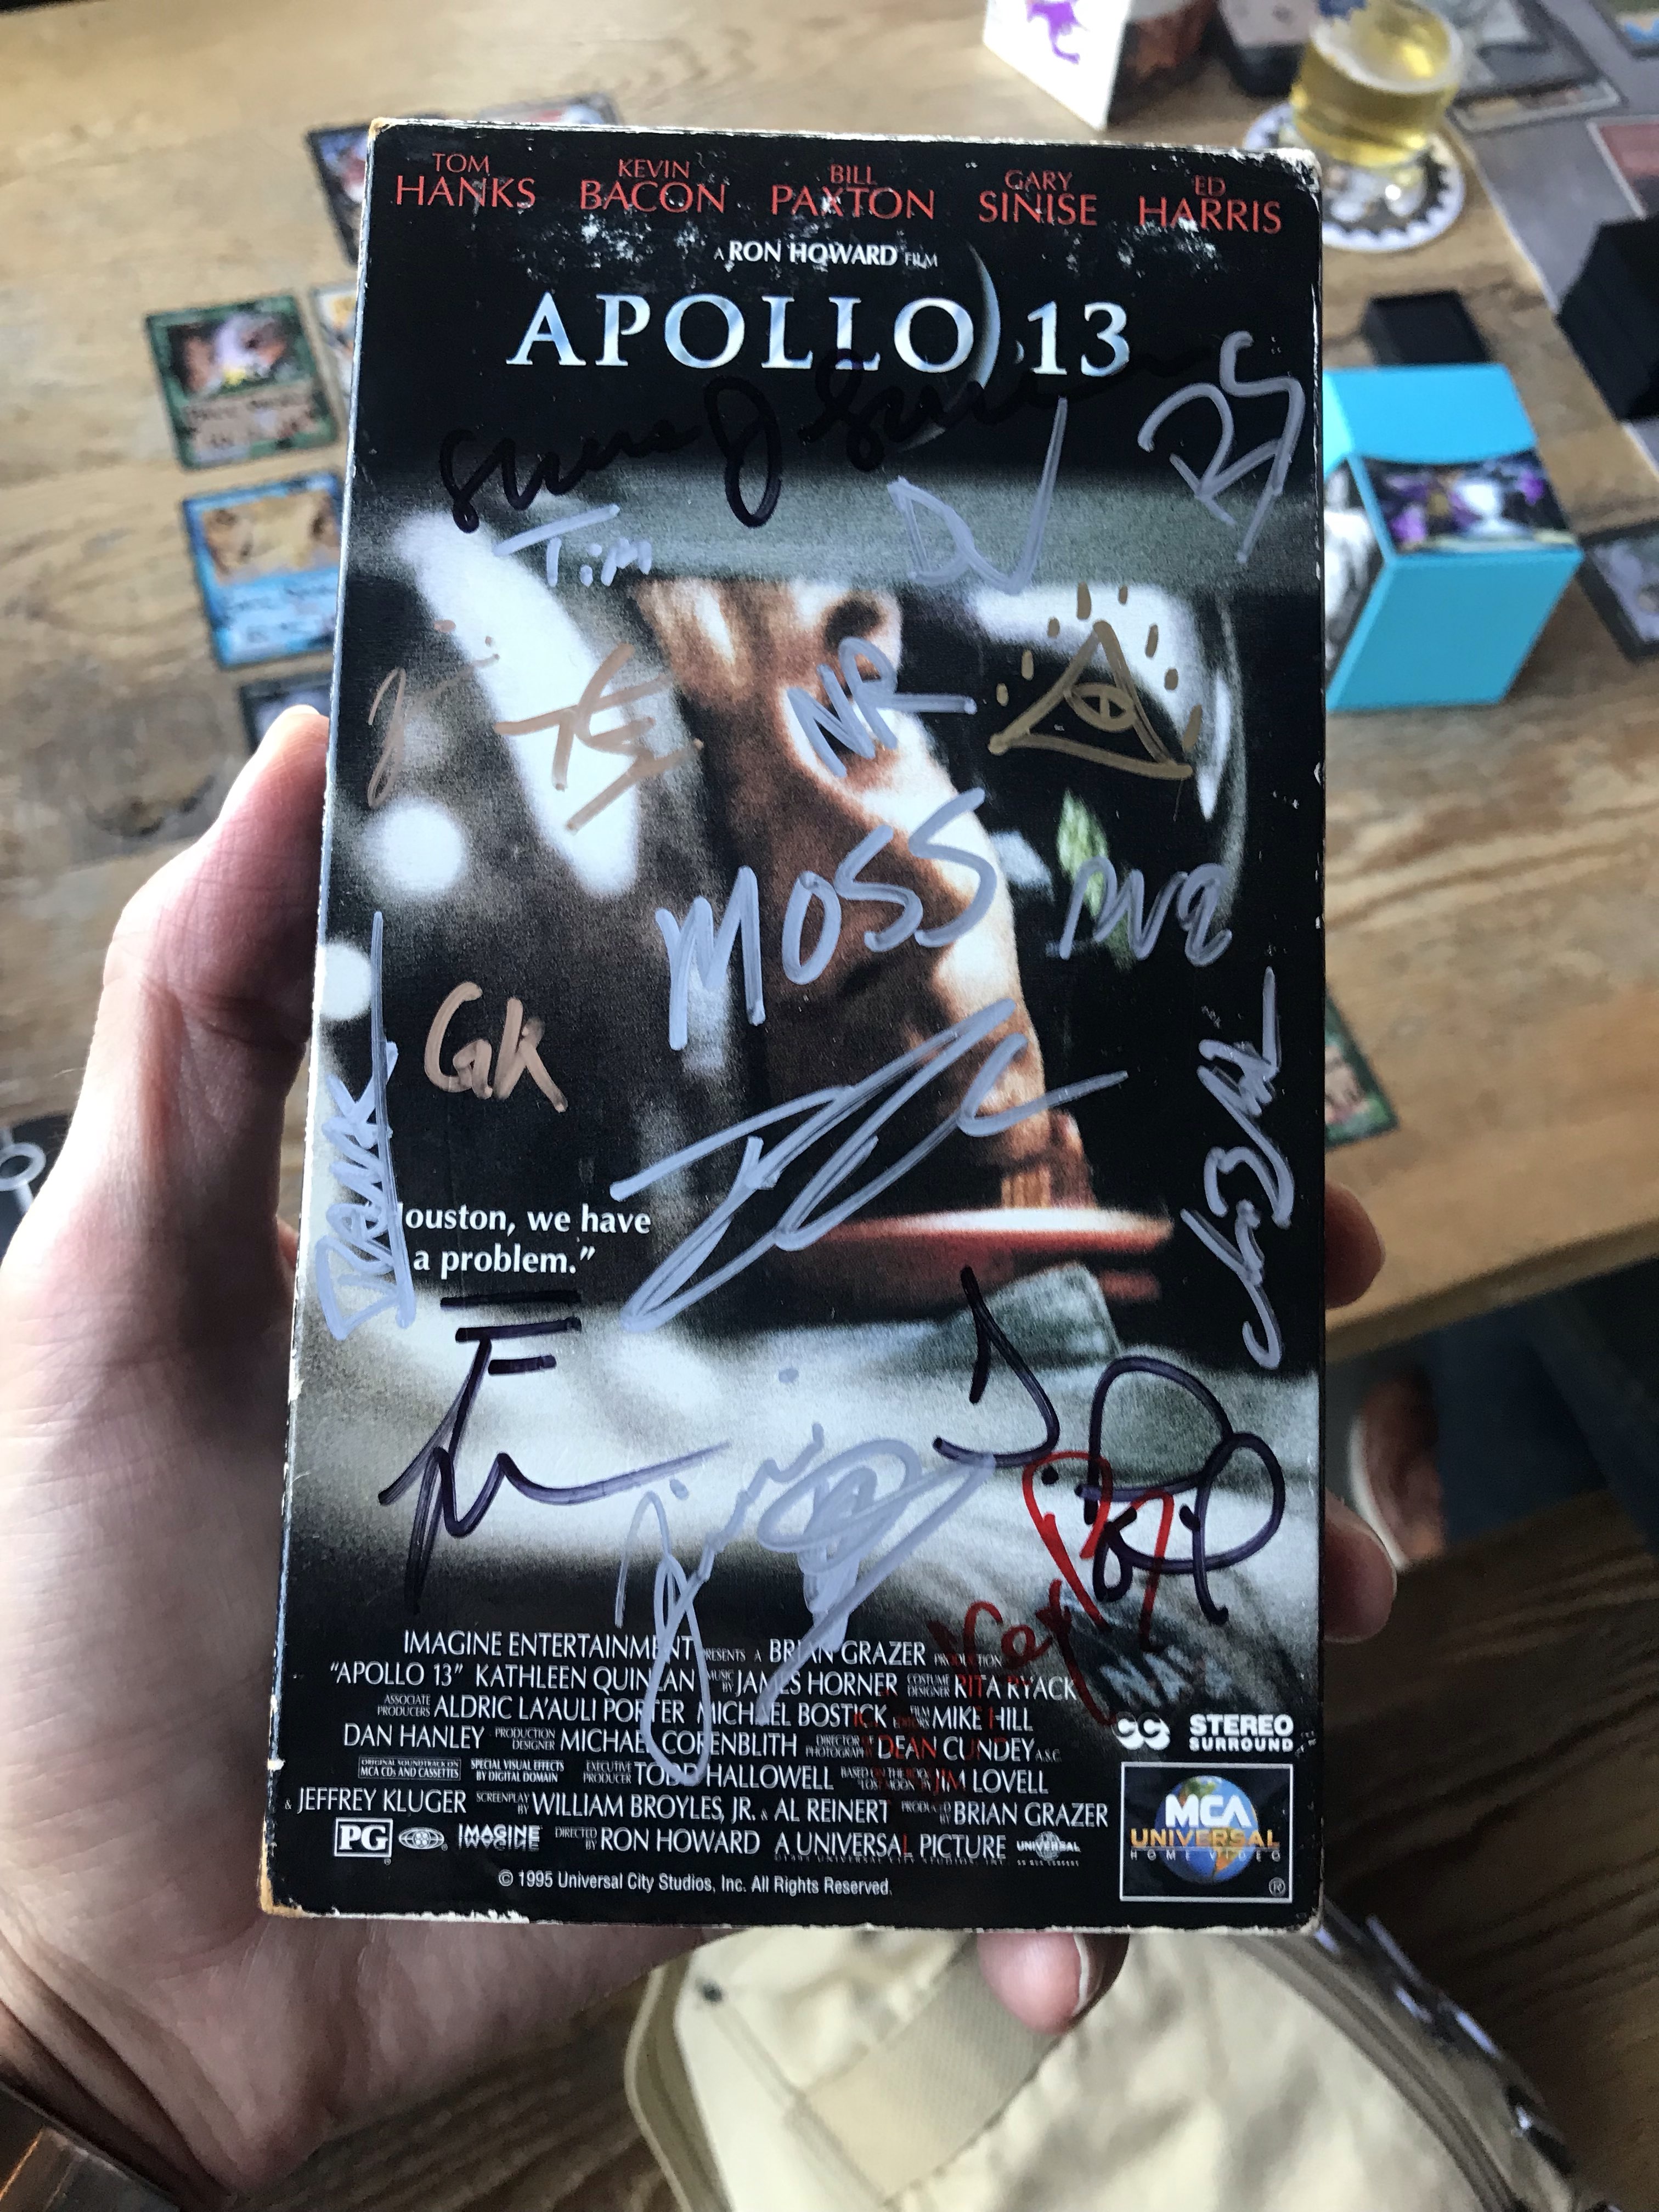 TOM HANKS KEVIN BACON BILL PAXTON GARY SINISE ED HARRIS
A RON HOWARD FILM
APOLLO 13
RS
Tim
NR
MOSS
DANK
ouston, we have
a problem.”
IMAGINE ENTERTAINMENT PRESENTS A BRIAN GRAZER PRODUCTION
“APOLLO 13” KATHLEEN QUINLAN MUSIC BY JAMES HORNER COSTUME DESIGNER RITA RYACK
ASSOCIATE PRODUCERS ALDRIC LA'AULI PORTER MICHAEL BOSTICK FILM EDITORS MIKE HILL
DAN HANLEY PRODUCTION DESIGNER MICHAEL CORENBLITH DIRECTOR OF PHOTOGRAPHY DEAN CUNDEY A.S.C.
ORIGINAL SOUNDTRACK ON MCA CDs AND CASSETTES SPECIAL VISUAL EFFECTS BY DIGITAL DOMAIN EXECUTIVE PRODUCER TODD HALLOWELL BASED ON THE BOOK "LOST MOON" BY JIM LOVELL
& JEFFREY KLUGER SCREENPLAY BY WILLIAM BROYLES, JR. & AL REINERT PRODUCED BY BRIAN GRAZER
PG IMAGINE DIRECTED BY RON HOWARD A UNIVERSAL PICTURE UNIVERSAL
© 1995 Universal City Studios, Inc. All Rights Reserved.
CC STEREO SURROUND
MCA
UNIVERSAL
HOME VIDEO
®